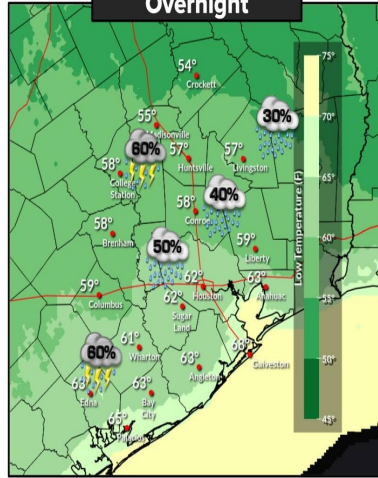 Overnight
54°
Crockett
30%
55°
Madisonville
60%
57°
Huntsville
57°
Livingston
58°
College
Station
40%
58°
Conroe
58°
Brenham
50%
59°
Liberty
59°
Columbus
62°
Houston
63°
Anahuac
62°
Sugar
Land
61°
Wharton
68°
Galveston
60%
63°
Edna
63°
Bay
City
63°
Angleton
65°
Palacios
Low Temperature (F)
75°
70°
65°
60°
55°
50°
45°